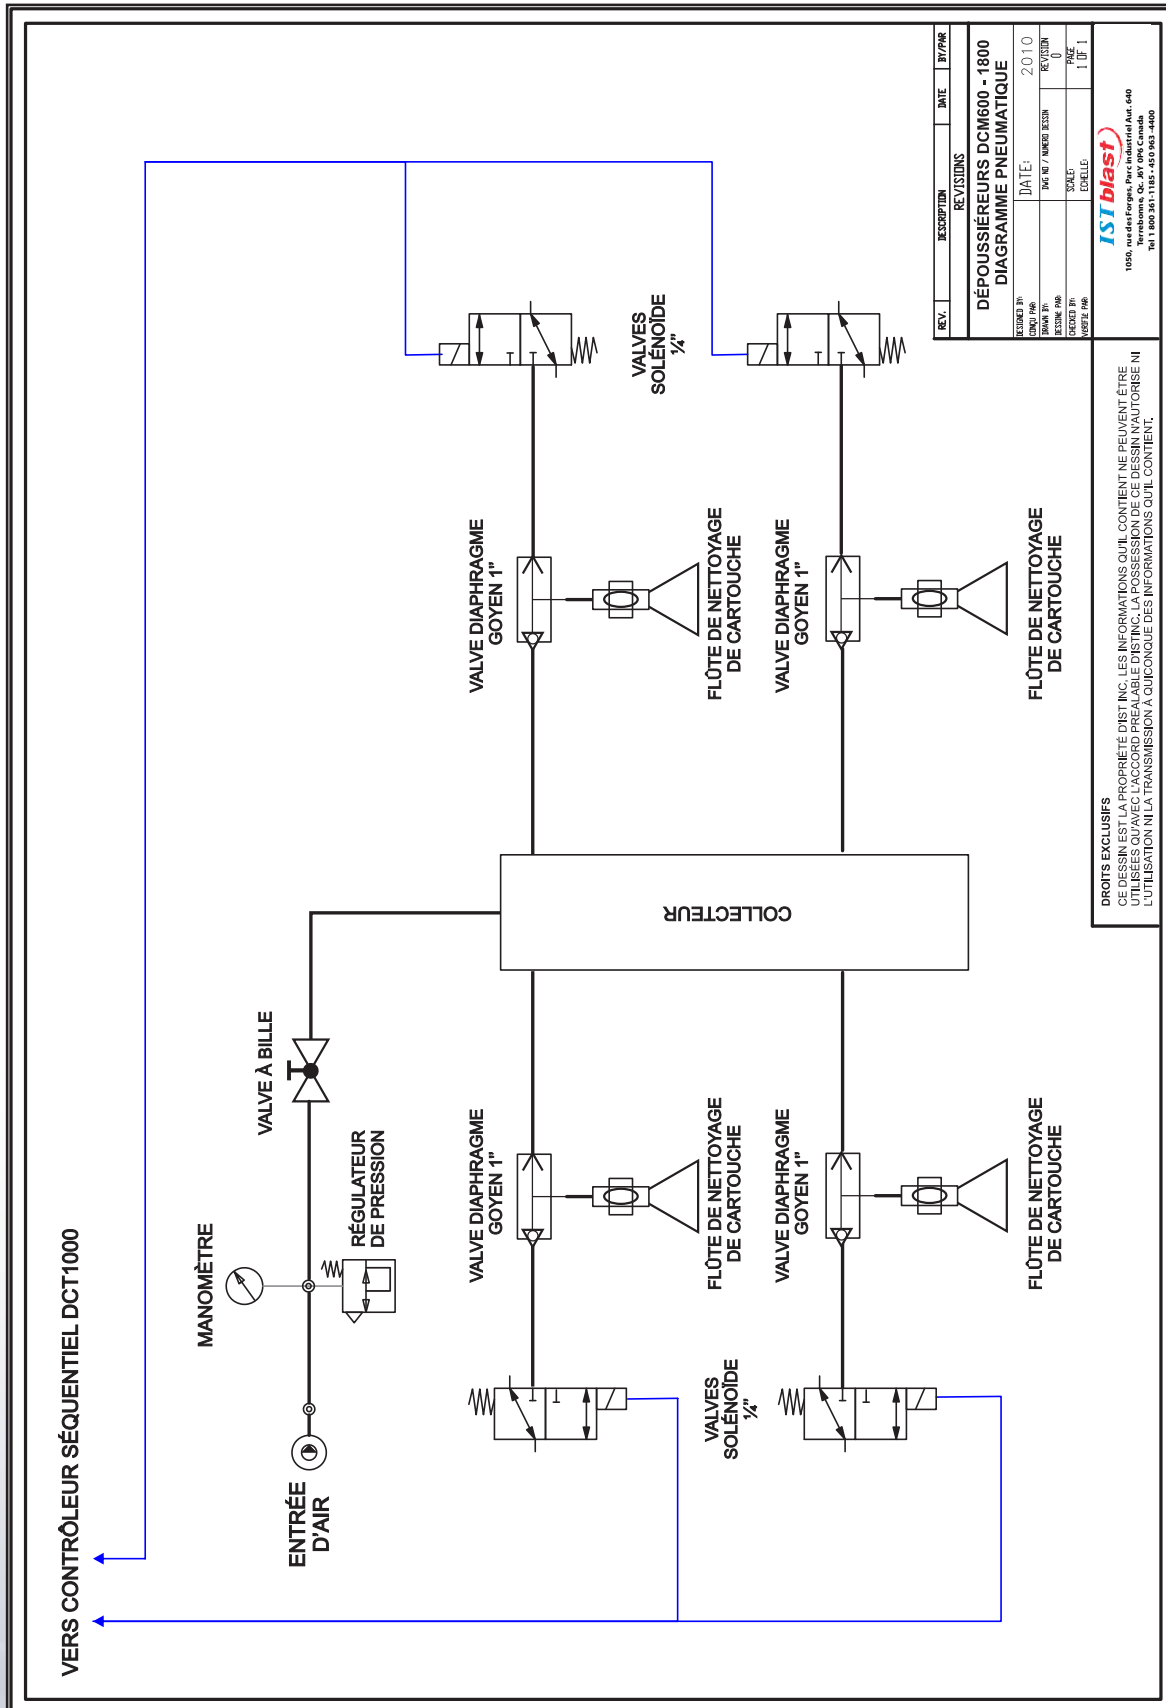 VERS CONTRÔLEUR SÉQUENTIEL DCT1000
MANOMÈTRE
VALVE À BILLE
ENTRÉE
D'AIR
RÉGULATEUR
DE PRESSION
VALVE DIAPHRAGME
GOYEN 1"
VALVE DIAPHRAGME
GOYEN 1"
COLLECTEUR
VALVES
SOLÉNOÏDE
¼"
FLÛTE DE NETTOYAGE
DE CARTOUCHE
FLÛTE DE NETTOYAGE
DE CARTOUCHE
VALVES
SOLÉNOÏDE
¼"
VALVE DIAPHRAGME
GOYEN 1"
VALVE DIAPHRAGME
GOYEN 1"
FLÛTE DE NETTOYAGE
DE CARTOUCHE
FLÛTE DE NETTOYAGE
DE CARTOUCHE
REV. DESCRIPTION DATE BY/PAR
REVISIONS
DÉPOUSSIÉREURS DCM600 - 1800
DIAGRAMME PNEUMATIQUE
DESIGNED BY:
CONÇU PAR:
DATE: 2010
DRAWN BY:
DESSINE PAR:
DWG NO / NUMERO DESSIN
REVISION
0
CHECKED BY:
VERIFIE PAR:
SCALE:
ECHELLE:
PAGE
1 OF 1
IST blast
1050, rue des Forges, Parc industriel Aut. 640
Terrebonne, Qc. J6Y 0P6 Canada
Tel 1 800 361-1185 • 450 963-4400
DROITS EXCLUSIFS
CE DESSIN EST LA PROPRIÉTÉ D'IST INC. LES INFORMATIONS QU'IL CONTIENT NE PEUVENT ÊTRE
UTILISÉES QU'AVEC L'ACCORD PREALABLE D'ISTINC. LA POSSESSION DE CE DESSIN N'AUTORISE NI
L'UTILISATION NI LA TRANSMISSION À QUICONQUE DES INFORMATIONS QU'IL CONTIENT.